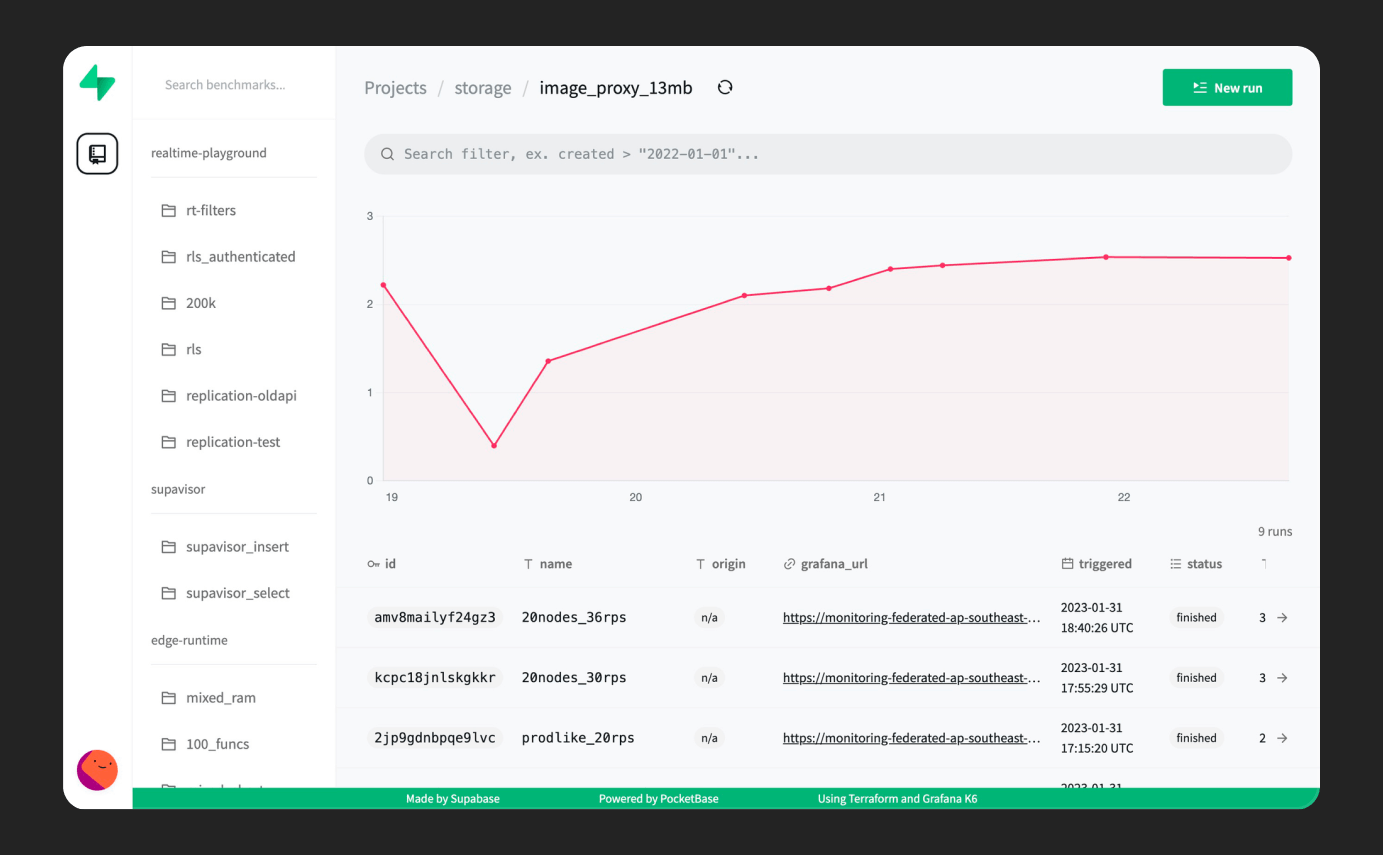 Search benchmarks...
realtime-playground
rt-filters
rls_authenticated
200k
rls
replication-oldapi
replication-test
supavisor
supavisor_insert
supavisor_select
edge-runtime
mixed_ram
100_funcs
Projects / storage / image_proxy_13mb
New run
Search filter, ex. created > "2022-01-01"...
3
2
1
0
19 20 21 22
9 runs
id name origin grafana_url triggered status
amv8mailyf24gz3 20nodes_36rps n/a https://monitoring-federated-ap-southeast-... 2023-01-31 18:40:26 UTC finished 3
kcpc18jnlskgkkr 20nodes_30rps n/a https://monitoring-federated-ap-southeast-... 2023-01-31 17:55:29 UTC finished 3
2jp9gdnbpqe9lvc prodlike_20rps n/a https://monitoring-federated-ap-southeast-... 2023-01-31 17:15:20 UTC finished 2
Made by Supabase Powered by PocketBase Using Terraform and Grafana K6